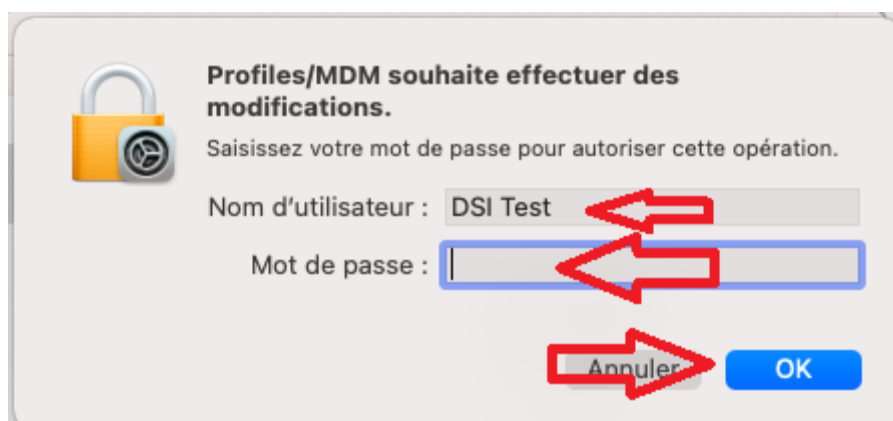 Profiles/MDM souhaite effectuer des
modifications.
Saisissez votre mot de passe pour autoriser cette opération.
Nom d'utilisateur : DSI Test
Mot de passe :
Annuler OK